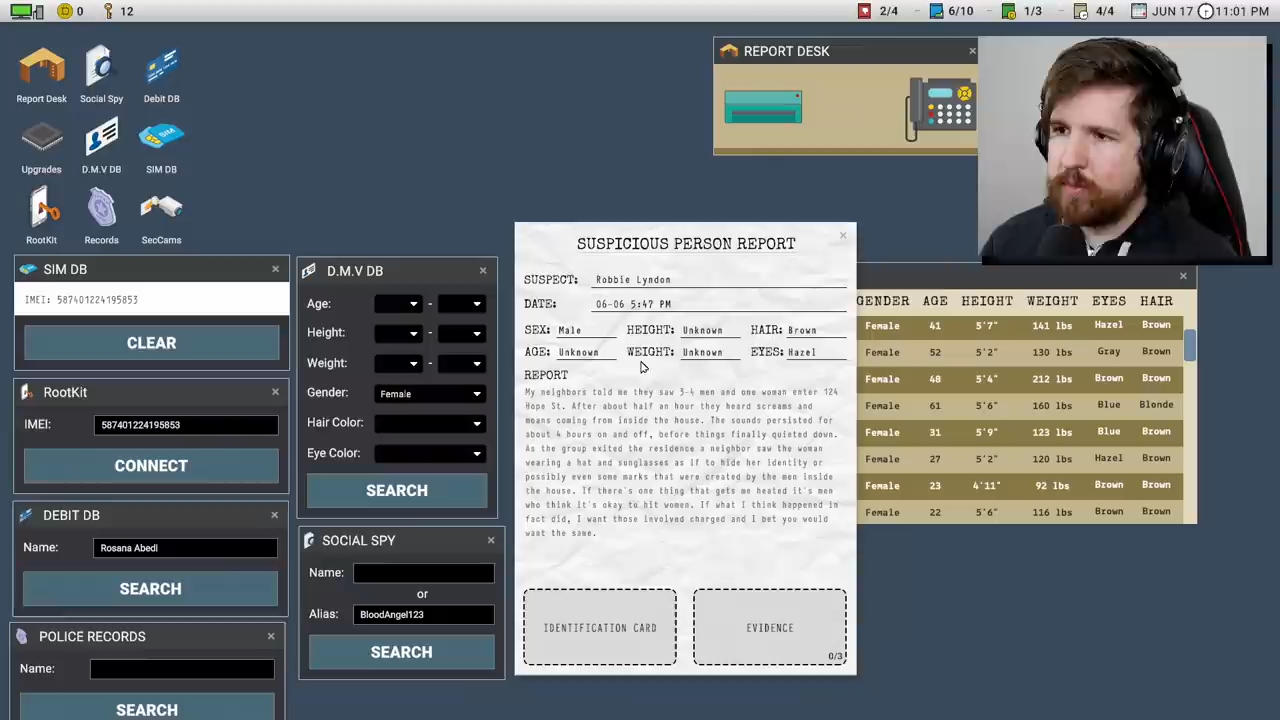 0
12
2/4
6/10
1/3
4/4
JUN 17
11:01 PM
Report Desk
Social Spy
Debit DB
Upgrades
D.M.V DB
SIM DB
RootKit
Records
SecCams
REPORT DESK
SIM DB
IMEI: 587401224195853
CLEAR
RootKit
IMEI: 587401224195853
CONNECT
DEBIT DB
Name: Rosana Abedi
SEARCH
POLICE RECORDS
Name:
SEARCH
D.M.V DB
Age: -
Height: -
Weight: -
Gender: Female
Hair Color:
Eye Color:
SEARCH
SOCIAL SPY
Name:
or
Alias: BloodAngel123
SEARCH
SUSPICIOUS PERSON REPORT
SUSPECT: Robbie Lyndon
DATE: 06-06 5:47 PM
SEX: Male HEIGHT: Unknown HAIR: Brown
AGE: Unknown WEIGHT: Unknown EYES: Hazel
REPORT
My neighbors told me they saw 3-4 men and one woman enter 124
Hope St. After about half an hour they heard screams and
moans coming from inside the house. The sounds persisted for
about 4 hours on and off, before things finally quieted down.
As the group exited the residence a neighbor saw the woman
wearing a hat and sunglasses as if to hide her identity or
possibly even some marks that were created by the men inside
the house. If there's one thing that gets me heated it's men
who think it's okay to hit women. If what I think happened in
fact did, I want those involved charged and I bet you would
want the same.
IDENTIFICATION CARD
EVIDENCE
0/3
GENDER AGE HEIGHT WEIGHT EYES HAIR
Female 41 5'7" 141 lbs Hazel Brown
Female 52 5'2" 130 lbs Gray Brown
Female 48 5'4" 212 lbs Brown Brown
Female 61 5'6" 160 lbs Blue Blonde
Female 31 5'9" 123 lbs Blue Brown
Female 27 5'2" 120 lbs Hazel Brown
Female 23 4'11" 92 lbs Brown Brown
Female 22 5'6" 116 lbs Brown Brown